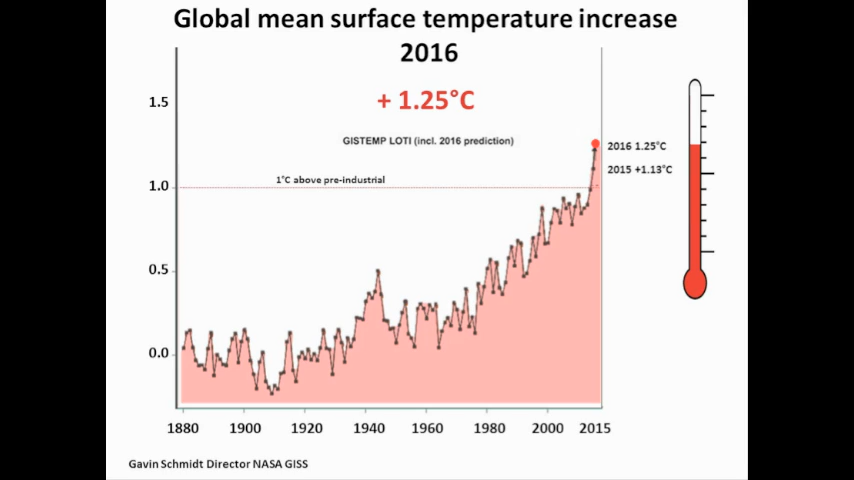 Global mean surface temperature increase
2016
+ 1.25°C
GISTEMP LOTI (incl. 2016 prediction)
1°C above pre-industrial
2016 1.25°C
2015 +1.13°C
1.5
1.0
0.5
0.0
1880 1900 1920 1940 1960 1980 2000 2015
Gavin Schmidt Director NASA GISS